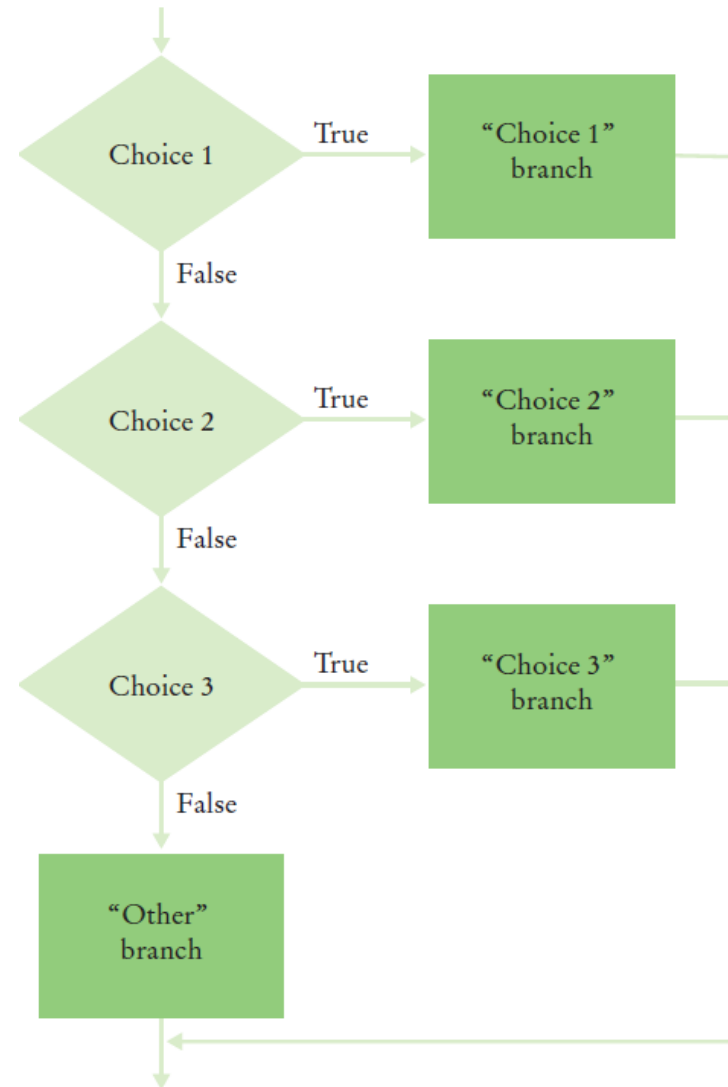 Choice 1
True
“Choice 1”
branch
False
Choice 2
True
“Choice 2”
branch
False
Choice 3
True
“Choice 3”
branch
False
“Other”
branch